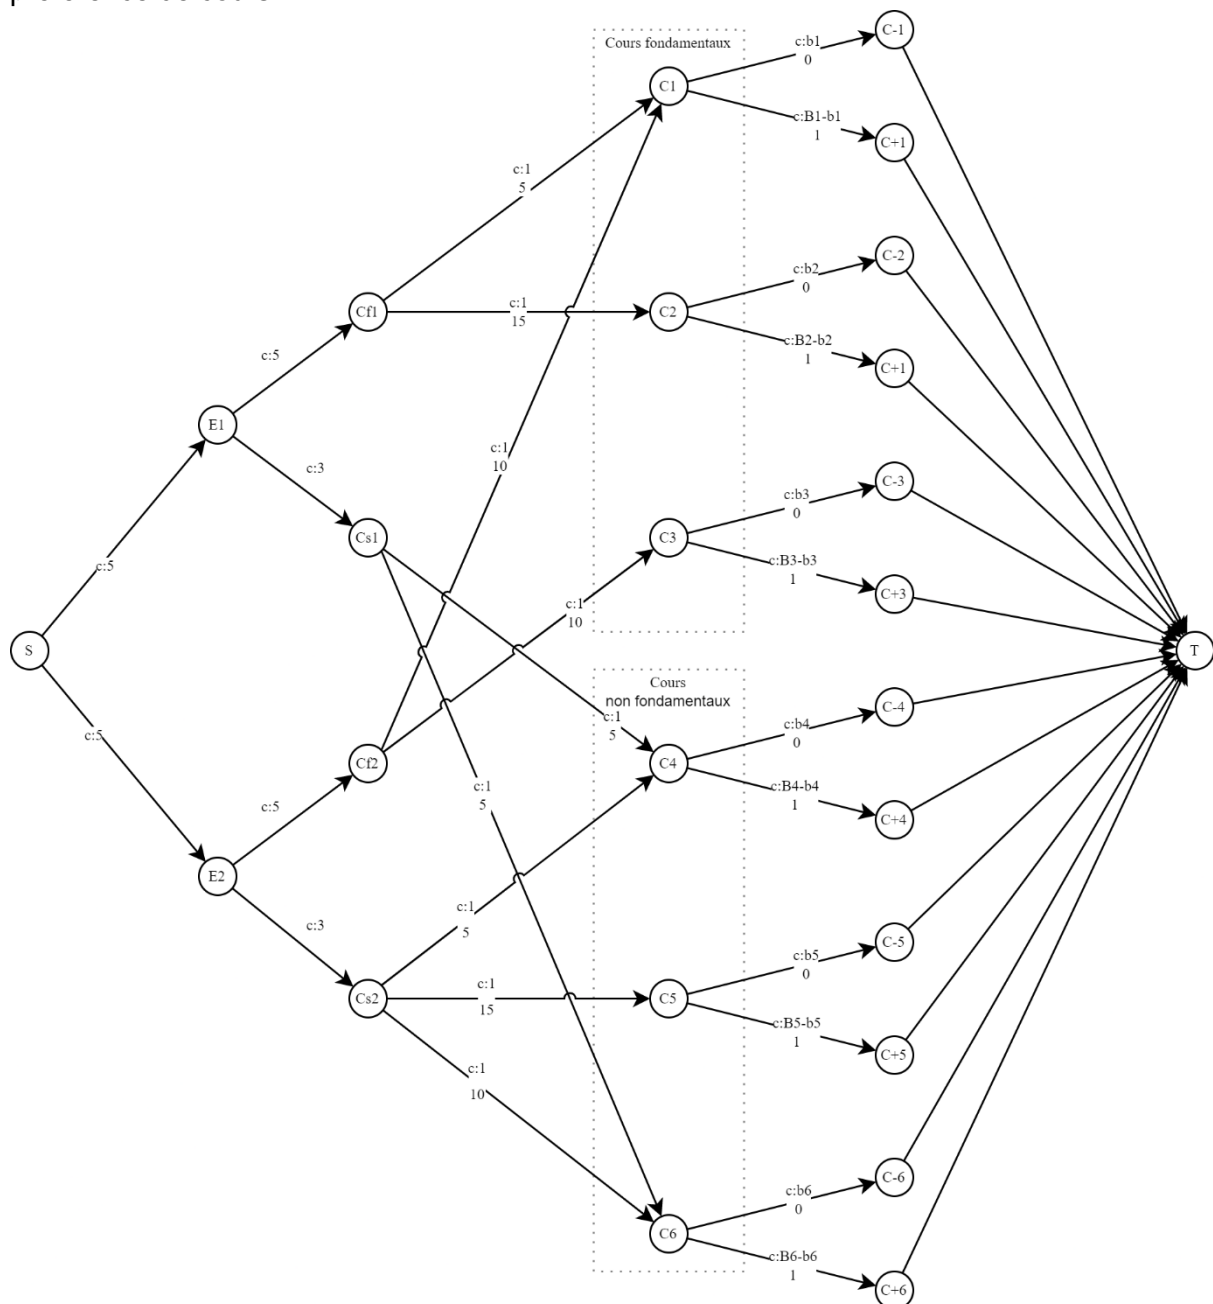 C-1
c:b1
0
Cours fondamentaux
C1
c:B1-b1
1
C+1
c:1
5
C-2
c:b2
0
Cf1
c:1
15
C2
c:B2-b2
1
C+1
c:5
E1
c:3
c:1
10
C-3
c:b3
0
Cs1
C3
c:B3-b3
1
C+3
c:5
c:1
10
S
T
Cours
non fondamentaux
c:5
c:1
5
C-4
c:b4
0
Cf2
C4
c:B4-b4
1
C+4
c:5
c:1
5
E2
c:3
c:1
5
C-5
c:b5
0
Cs2
c:1
15
C5
c:B5-b5
1
C+5
c:1
10
C-6
c:b6
0
C6
c:B6-b6
1
C+6